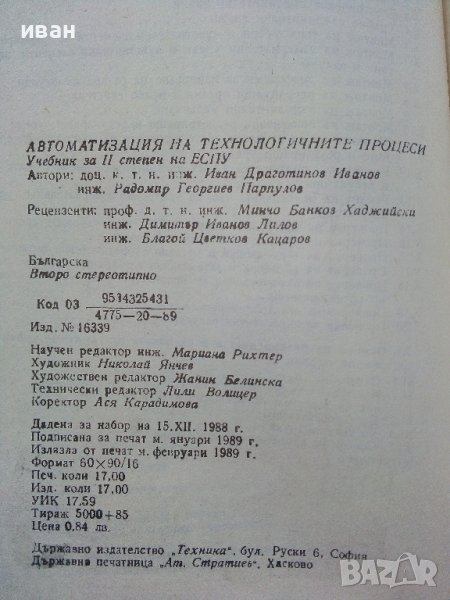 иван
АВТОМАТИЗАЦИЯ НА ТЕХНОЛОГИЧНИТЕ ПРОЦЕСИ
Учебник за II степен на ЕСПУ
Автори: доц. к. т. н. инж. Иван Драготинов Иванов
инж. Радомир Георгиев Парпулов
Рецензенти: проф. д. т. н. инж. Минчо Банков Хаджийски
инж. Димитър Иванов Лилов
инж. Благой Цветков Кацаров
Българска
Второ стереотипно
Код 03 9534325431
4775—20—89
Изд. № 16339
Научен редактор инж. Мариана Рихтер
Художник Николай Янчев
Художествен редактор Жанин Белинска
Технически редактор Лили Волицер
Коректор Ася Карадимова
Дадена за набор на 15.XII. 1988 г.
Подписана за печат м. януари 1989 г.
Излязла от печат м. февруари 1989 г.
Формат 60×90/16
Печ. коли 17,00
Изд. коли 17,00
УИК 17,59
Тираж 5000+85
Цена 0,84 лв.
Държавно издателство „Техника“, бул. Руски 6, София
Държавна печатница „Ат. Стратиев“, Хасково
BAZAR